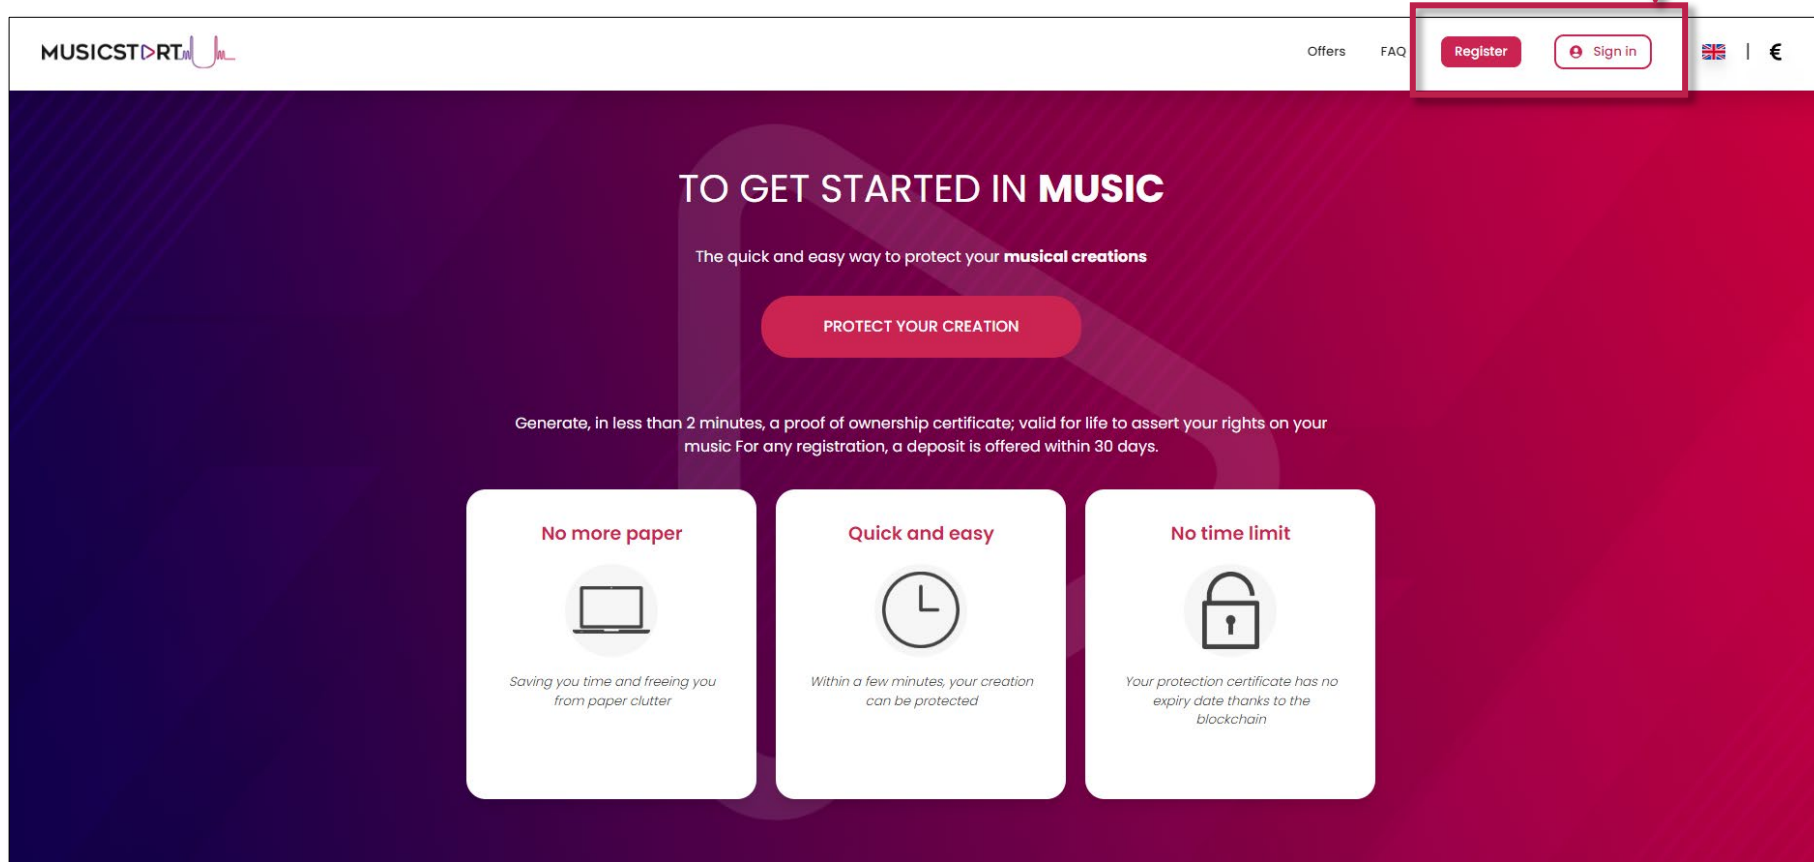 MUSICSTART
Offers FAQ Register Sign in | €
TO GET STARTED IN MUSIC
The quick and easy way to protect your musical creations
PROTECT YOUR CREATION
Generate, in less than 2 minutes, a proof of ownership certificate; valid for life to assert your rights on your
music For any registration, a deposit is offered within 30 days.
No more paper
Saving you time and freeing you
from paper clutter
Quick and easy
Within a few minutes, your creation
can be protected
No time limit
Your protection certificate has no
expiry date thanks to the
blockchain